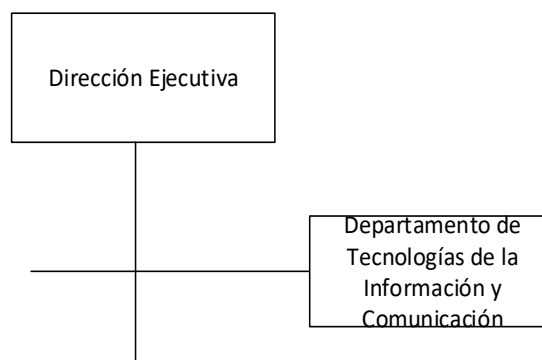 Dirección Ejecutiva
Departamento de
Tecnologías de la
Información y
Comunicación